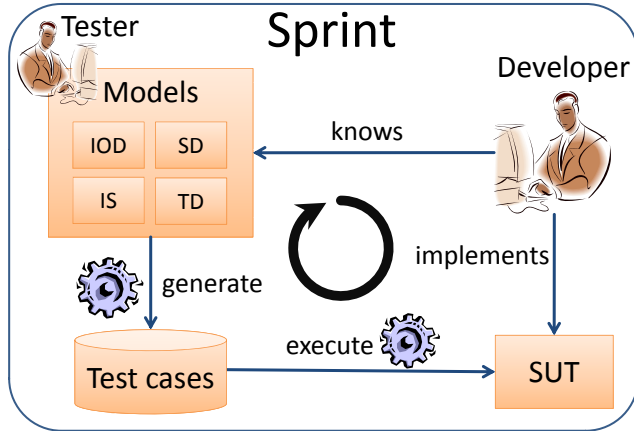 Tester
Sprint
Developer
Models
knows
IOD
SD
IS
TD
implements
generate
execute
Test cases
SUT